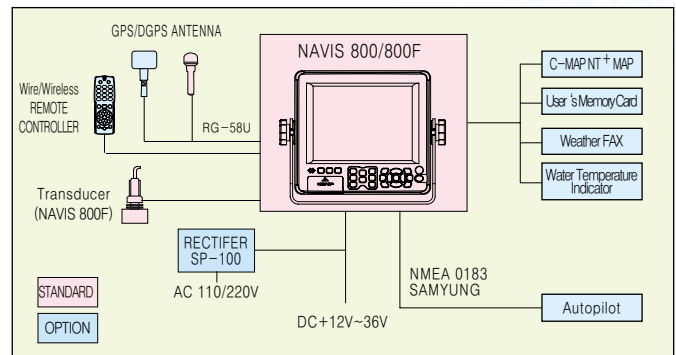 GPS/DGPS ANTENNA
NAVIS 800/800F
C-MAP NT + MAP
User's Memory Card
Weather FAX
Water Temperature
Indicator
Wire/Wireless
REMOTE
CONTROLLER
RG-58U
Transducer
(NAVIS 800F)
RECTIFER
SP-100
AC 110/220V
DC+12V~36V
NMEA 0183
SAMYUNG
Autopilot
STANDARD
OPTION